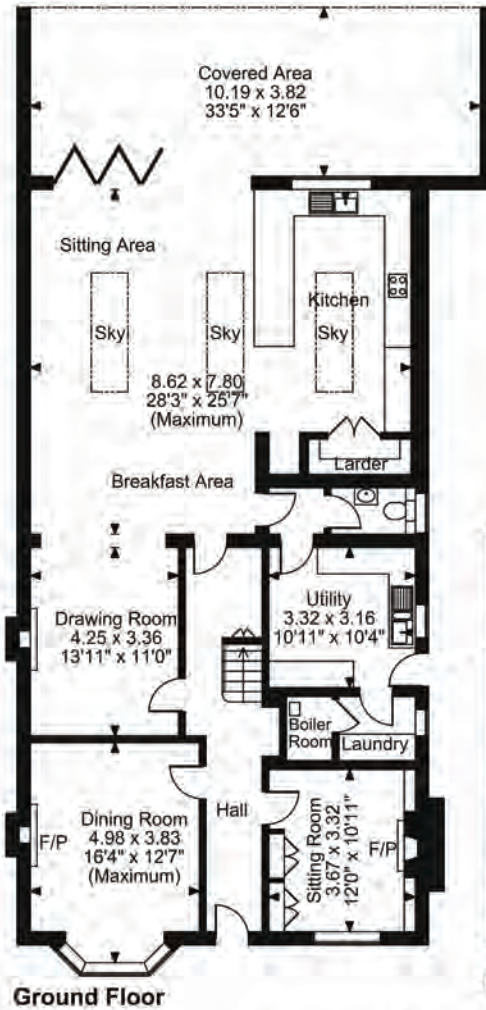 Covered Area
10.19 x 3.82
33'5" x 12'6"
Sitting Area
Kitchen
Sky
Sky
Sky
8.62 x 7.80
28'3" x 25'7"
(Maximum)
Larder
Breakfast Area
Utility
3.32 x 3.16
10'11" x 10'4"
Drawing Room
4.25 x 3.36
13'11" x 11'0"
Boiler
Room
Laundry
Hall
Dining Room
4.98 x 3.83
16'4" x 12'7"
(Maximum)
F/P
Sitting Room
3.67 x 3.32
12'0" x 10'11"
F/P
Ground Floor